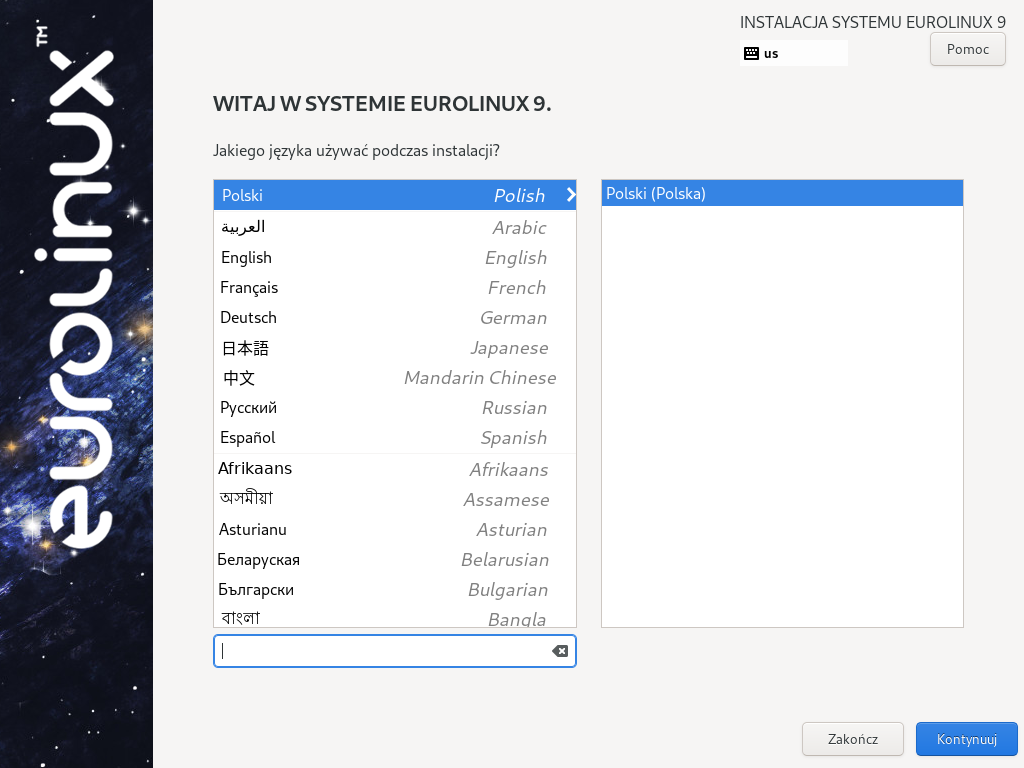 eurolinux™
INSTALACJA SYSTEMU EUROLINUX 9
us
Pomoc
WITAJ W SYSTEMIE EUROLINUX 9.
Jakiego języka używać podczas instalacji?
Polski Polish
العربية Arabic
English English
Français French
Deutsch German
日本語 Japanese
中文 Mandarin Chinese
Русский Russian
Español Spanish
Afrikaans Afrikaans
অসমীয়া Assamese
Asturianu Asturian
Беларуская Belarusian
Български Bulgarian
বাংলা Bangla
Polski (Polska)
Zakończ
Kontynuuj